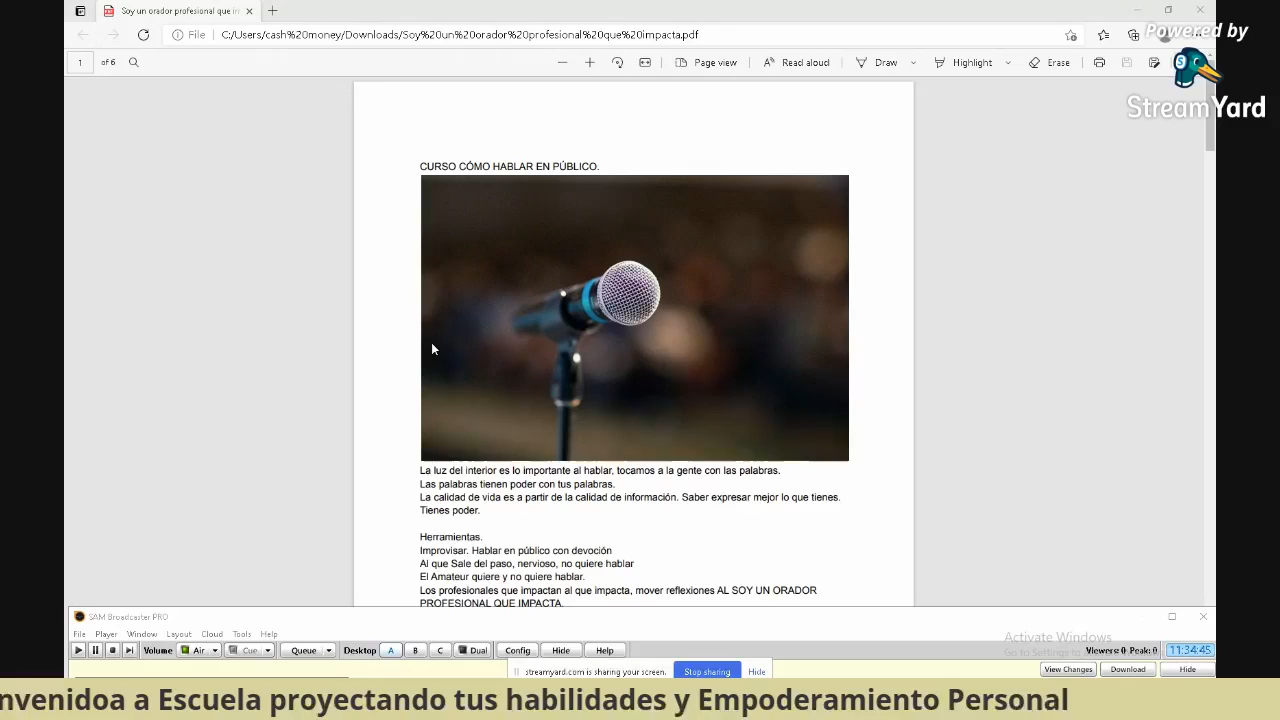 Soy un orador profesional que im
Powered by
File
C:/Users/cash%20money/Downloads/Soy%20un%20orador%20profesional%20que%20impacta.pdf
1 of 6
Page view
Read aloud
Draw
Highlight
Erase
StreamYard
CURSO CÓMO HABLAR EN PÚBLICO.
La luz del interior es lo importante al hablar, tocamos a la gente con las palabras.
Las palabras tienen poder con tus palabras.
La calidad de vida es a partir de la calidad de información. Saber expresar mejor lo que tienes.
Tienes poder.
Herramientas.
Improvisar. Hablar en público con devoción
Al que Sale del paso, nervioso, no quiere hablar
El Amateur quiere y no quiere hablar.
Los profesionales que impactan al que impacta, mover reflexiones AL SOY UN ORADOR
PROFESIONAL QUE IMPACTA.
SAM Broadcaster PRO
File Player Window Layout Cloud Tools Help
Activate Windows
Volume Air Cue Queue Desktop A B C Dual Config Hide Help
Go to Settings to
Viewers: 0 Peak: 0
11:34:45
streamyard.com is sharing your screen.
Stop sharing
Hide
View Changes
Download
Hide
nvenidoa a Escuela proyectando tus habilidades y Empoderamiento Personal